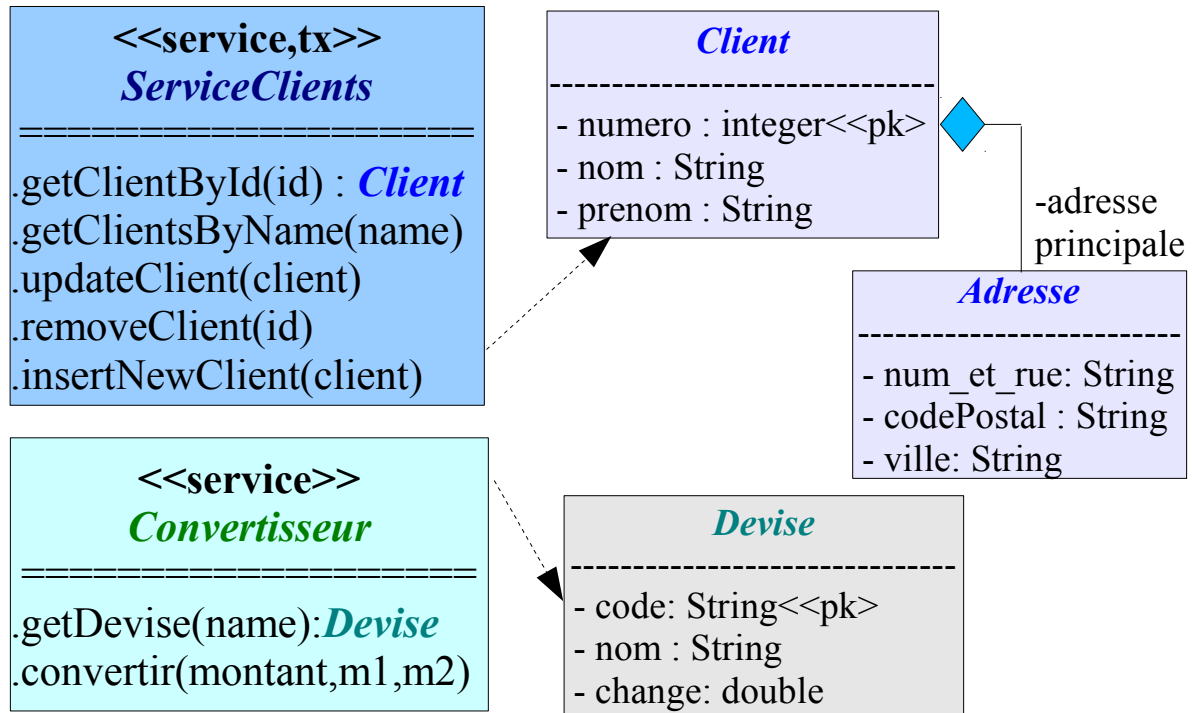 <<service,tx>>
ServiceClients
===================
.getClientById(id) : Client
.getClientsByName(name)
.updateClient(client)
.removeClient(id)
.insertNewClient(client)
Client
------------------------------
- numero : integer<<pk>
- nom : String
- prenom : String
-adresse
principale
Adresse
-------------------------
- num_et_rue: String
- codePostal : String
- ville: String
<<service>>
Convertisseur
===================
.getDevise(name):Devise
.convertir(montant,m1,m2)
Devise
------------------------------
- code: String<<pk>
- nom : String
- change: double